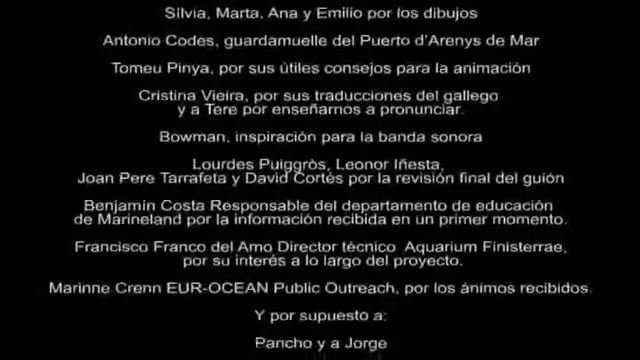 Sílvia, Marta, Ana y Emilio por los dibujos
Antonio Codes, guardamuelle del Puerto d'Arenys de Mar
Tomeu Pinya, por sus útiles consejos para la animación
Cristina Vieira, por sus traducciones del gallego
y a Tere por enseñarnos a pronunciar.
Bowman, inspiración para la banda sonora
Lourdes Puiggròs, Leonor Iñesta,
Joan Pere Tarrafeta y David Cortés por la revisión final del guión
Benjamín Costa Responsable del departamento de educación
de Marineland por la información recibida en un primer momento.
Francisco Franco del Amo Director técnico Aquarium Finisterrae,
por su interés a lo largo del proyecto.
Marinne Crenn EUR-OCEAN Public Outreach, por los ánimos recibidos.
Y por supuesto a:
Pancho y a Jorge